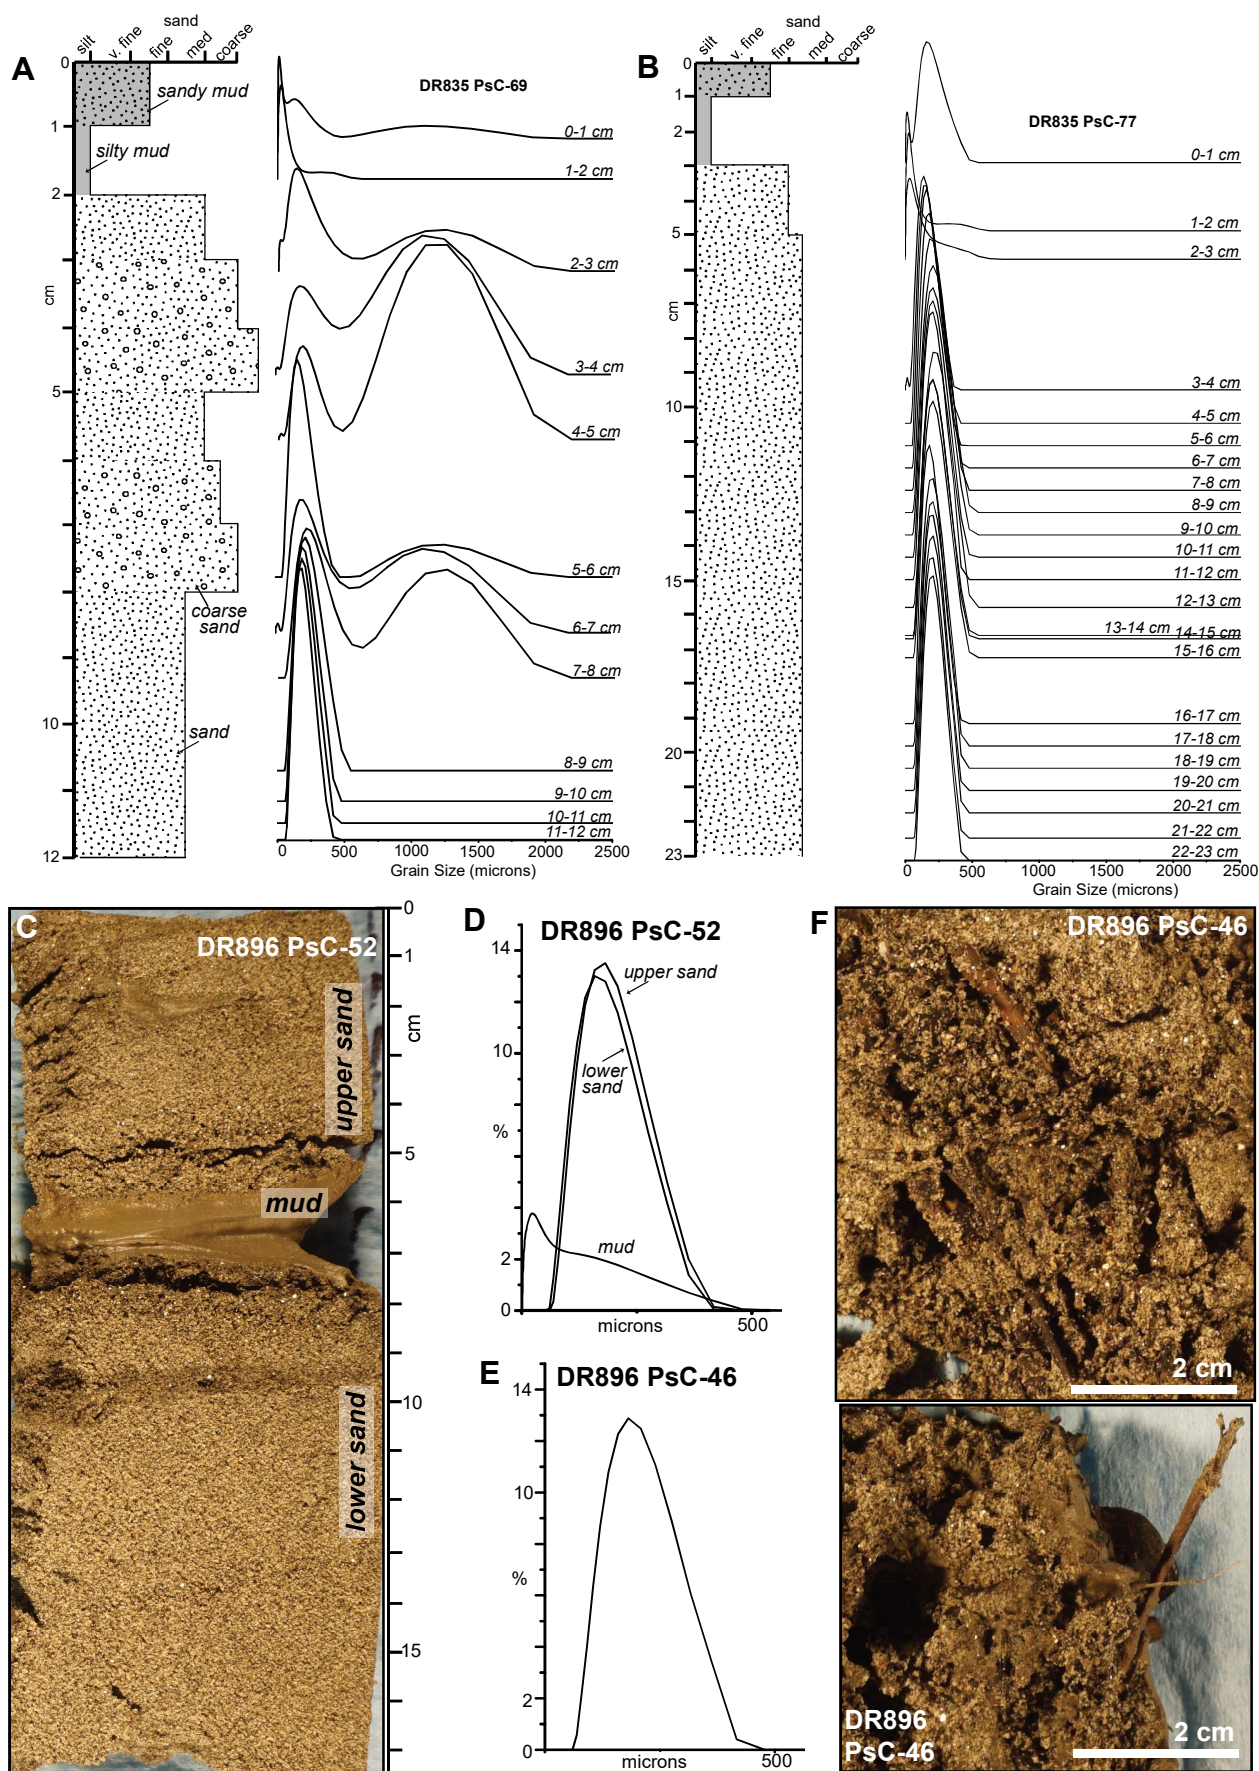 A
sand
silt
v. fine
fine
med
coarse
DR835 PsC-69
0
sandy mud
1
silty mud
2
cm
5
coarse
sand
10
sand
12
0-1 cm
1-2 cm
2-3 cm
3-4 cm
4-5 cm
5-6 cm
6-7 cm
7-8 cm
8-9 cm
9-10 cm
10-11 cm
11-12 cm
0 500 1000 1500 2000 2500
Grain Size (microns)
B
sand
silt
v. fine
fine
med
coarse
DR835 PsC-77
0
1
2
5
cm
10
15
20
23
0-1 cm
1-2 cm
2-3 cm
3-4 cm
4-5 cm
5-6 cm
6-7 cm
7-8 cm
8-9 cm
9-10 cm
10-11 cm
11-12 cm
12-13 cm
13-14 cm 14-15 cm
15-16 cm
16-17 cm
17-18 cm
18-19 cm
19-20 cm
20-21 cm
21-22 cm
22-23 cm
0 500 1000 1500 2000 2500
Grain Size (microns)
C
DR896 PsC-52
upper sand
mud
lower sand
0
1
cm
5
10
15
D
DR896 PsC-52
14
upper sand
10
lower
sand
%
mud
2
0
microns 500
E
DR896 PsC-46
14
10
%
2
0
microns 500
F
DR896 PsC-46
2 cm
DR896
PsC-46
2 cm